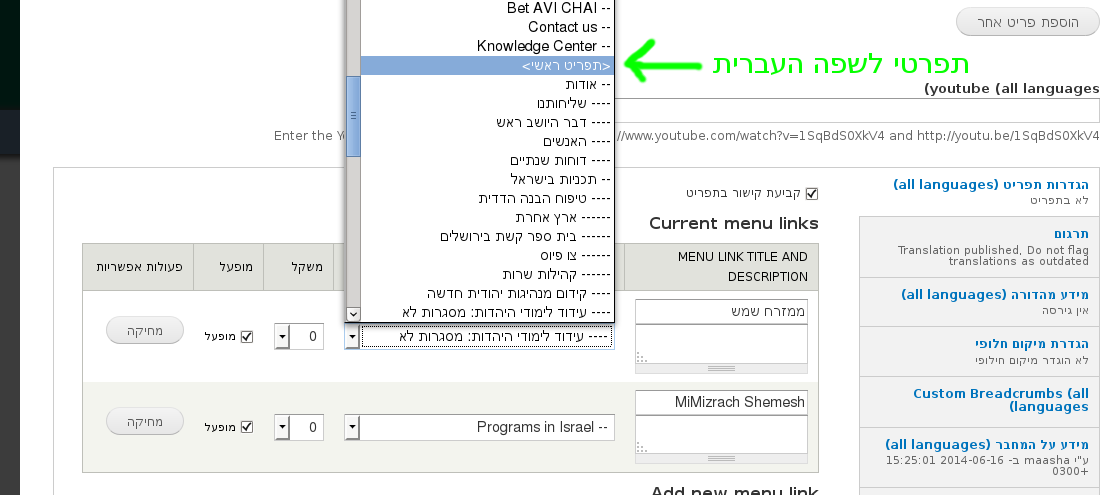 Bet AVI CHAI --
Contact us --
Knowledge Center --
<תפריט ראשי>
-- אודות
---- שליחותנו
---- דבר היושב ראש
---- האנשים
---- דוחות שנתיים
-- תכניות בישראל
---- טיפוח הבנה הדדית
------ ארץ אחרת
------ בית ספר קשת בירושלים
------ צו פיוס
------ קהילות שרות
---- קידום מנהיגות יהודית חדשה
---- עידוד לימודי היהדות: מסגרות לא
הוספת פריט אחר
תפרטי לשפה העברית
(youtube (all languages
Enter the Y
//www.youtube.com/watch?v=1SqBdS0XkV4 and http://youtu.be/1SqBdS0XkV4
הגדרות תפריט (all languages)
לא בתפריט
תרגום
Translation published, Do not flag
translations as outdated
מידע מהדורה (all languages)
אין גירסה
הגדרת מיקום חלופי
לא הוגדר מיקום חילופי
Custom Breadcrumbs (all
(languages
מידע על המחבר (all languages)
ע"י maasha ב- 2014-06-16 15:25:01
+0300
קביעת קישור בתפריט
Current menu links
MENU LINK TITLE AND
DESCRIPTION
משקל
מופעל
פעולות אפשריות
ממזרח שמש
---- עידוד לימודי היהדות: מסגרות לא
0
מופעל
מחיקה
MiMizrach Shemesh
Programs in Israel --
0
מופעל
מחיקה
Add new menu link